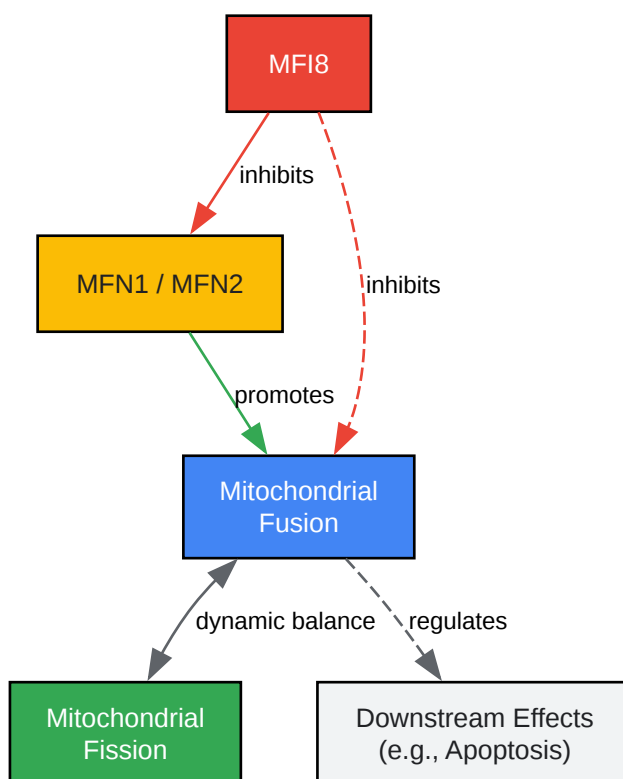 MFI8
inhibits
MFN1 / MFN2
inhibits
promotes
Mitochondrial
Fusion
dynamic balance
regulates
Mitochondrial
Fission
Downstream Effects
(e.g., Apoptosis)